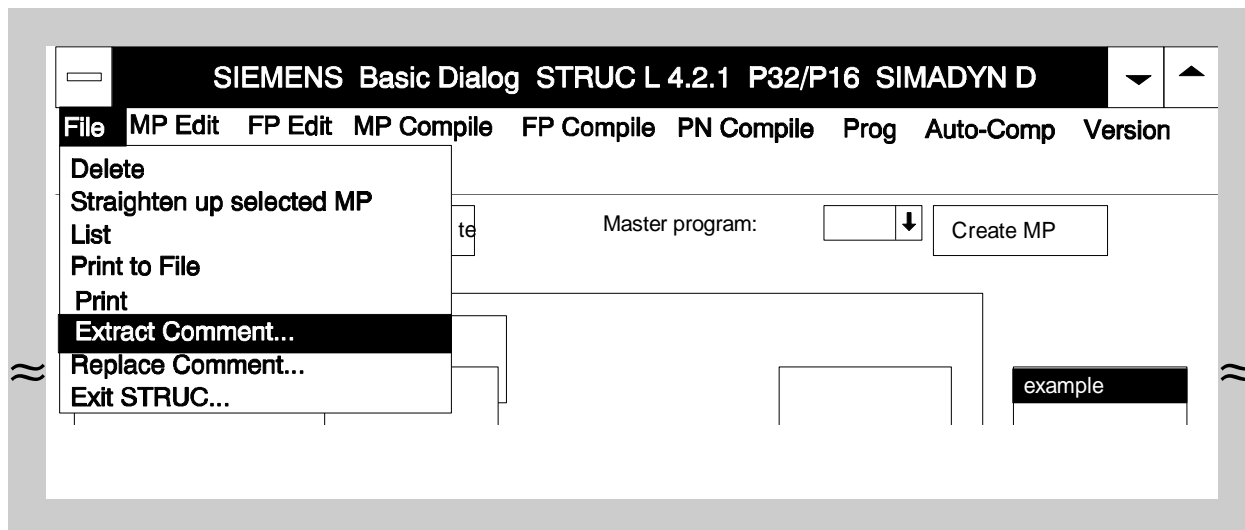 SIEMENS Basic Dialog STRUC L 4.2.1 P32/P16 SIMADYN D
File MP Edit FP Edit MP Compile FP Compile PN Compile Prog Auto-Comp Version
Delete
Straighten up selected MP
List
te Master program: Create MP
Print to File
Print
Extract Comment...
Replace Comment...
Exit STRUC...
example